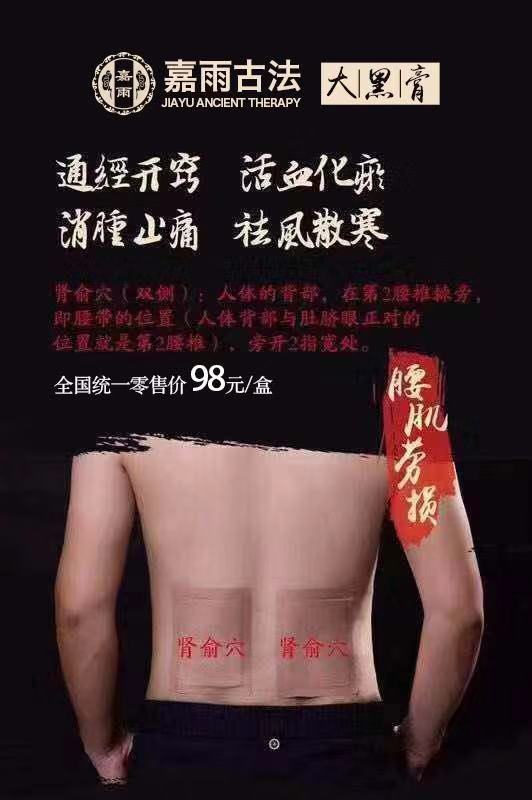 嘉雨
嘉雨古法
JIAYU ANCIENT THERAPY
大黑膏
通經开窍 活血化瘀
消腫止痛 祛風散寒
肾俞穴（双侧）：人体的背部，在第2腰椎棘旁，
即腰带的位置（人体背部与肚脐眼正对的
位置就是第2腰椎），旁开2指宽处。
全国统一零售价 98元/盒
腰肌劳损
肾俞穴 肾俞穴